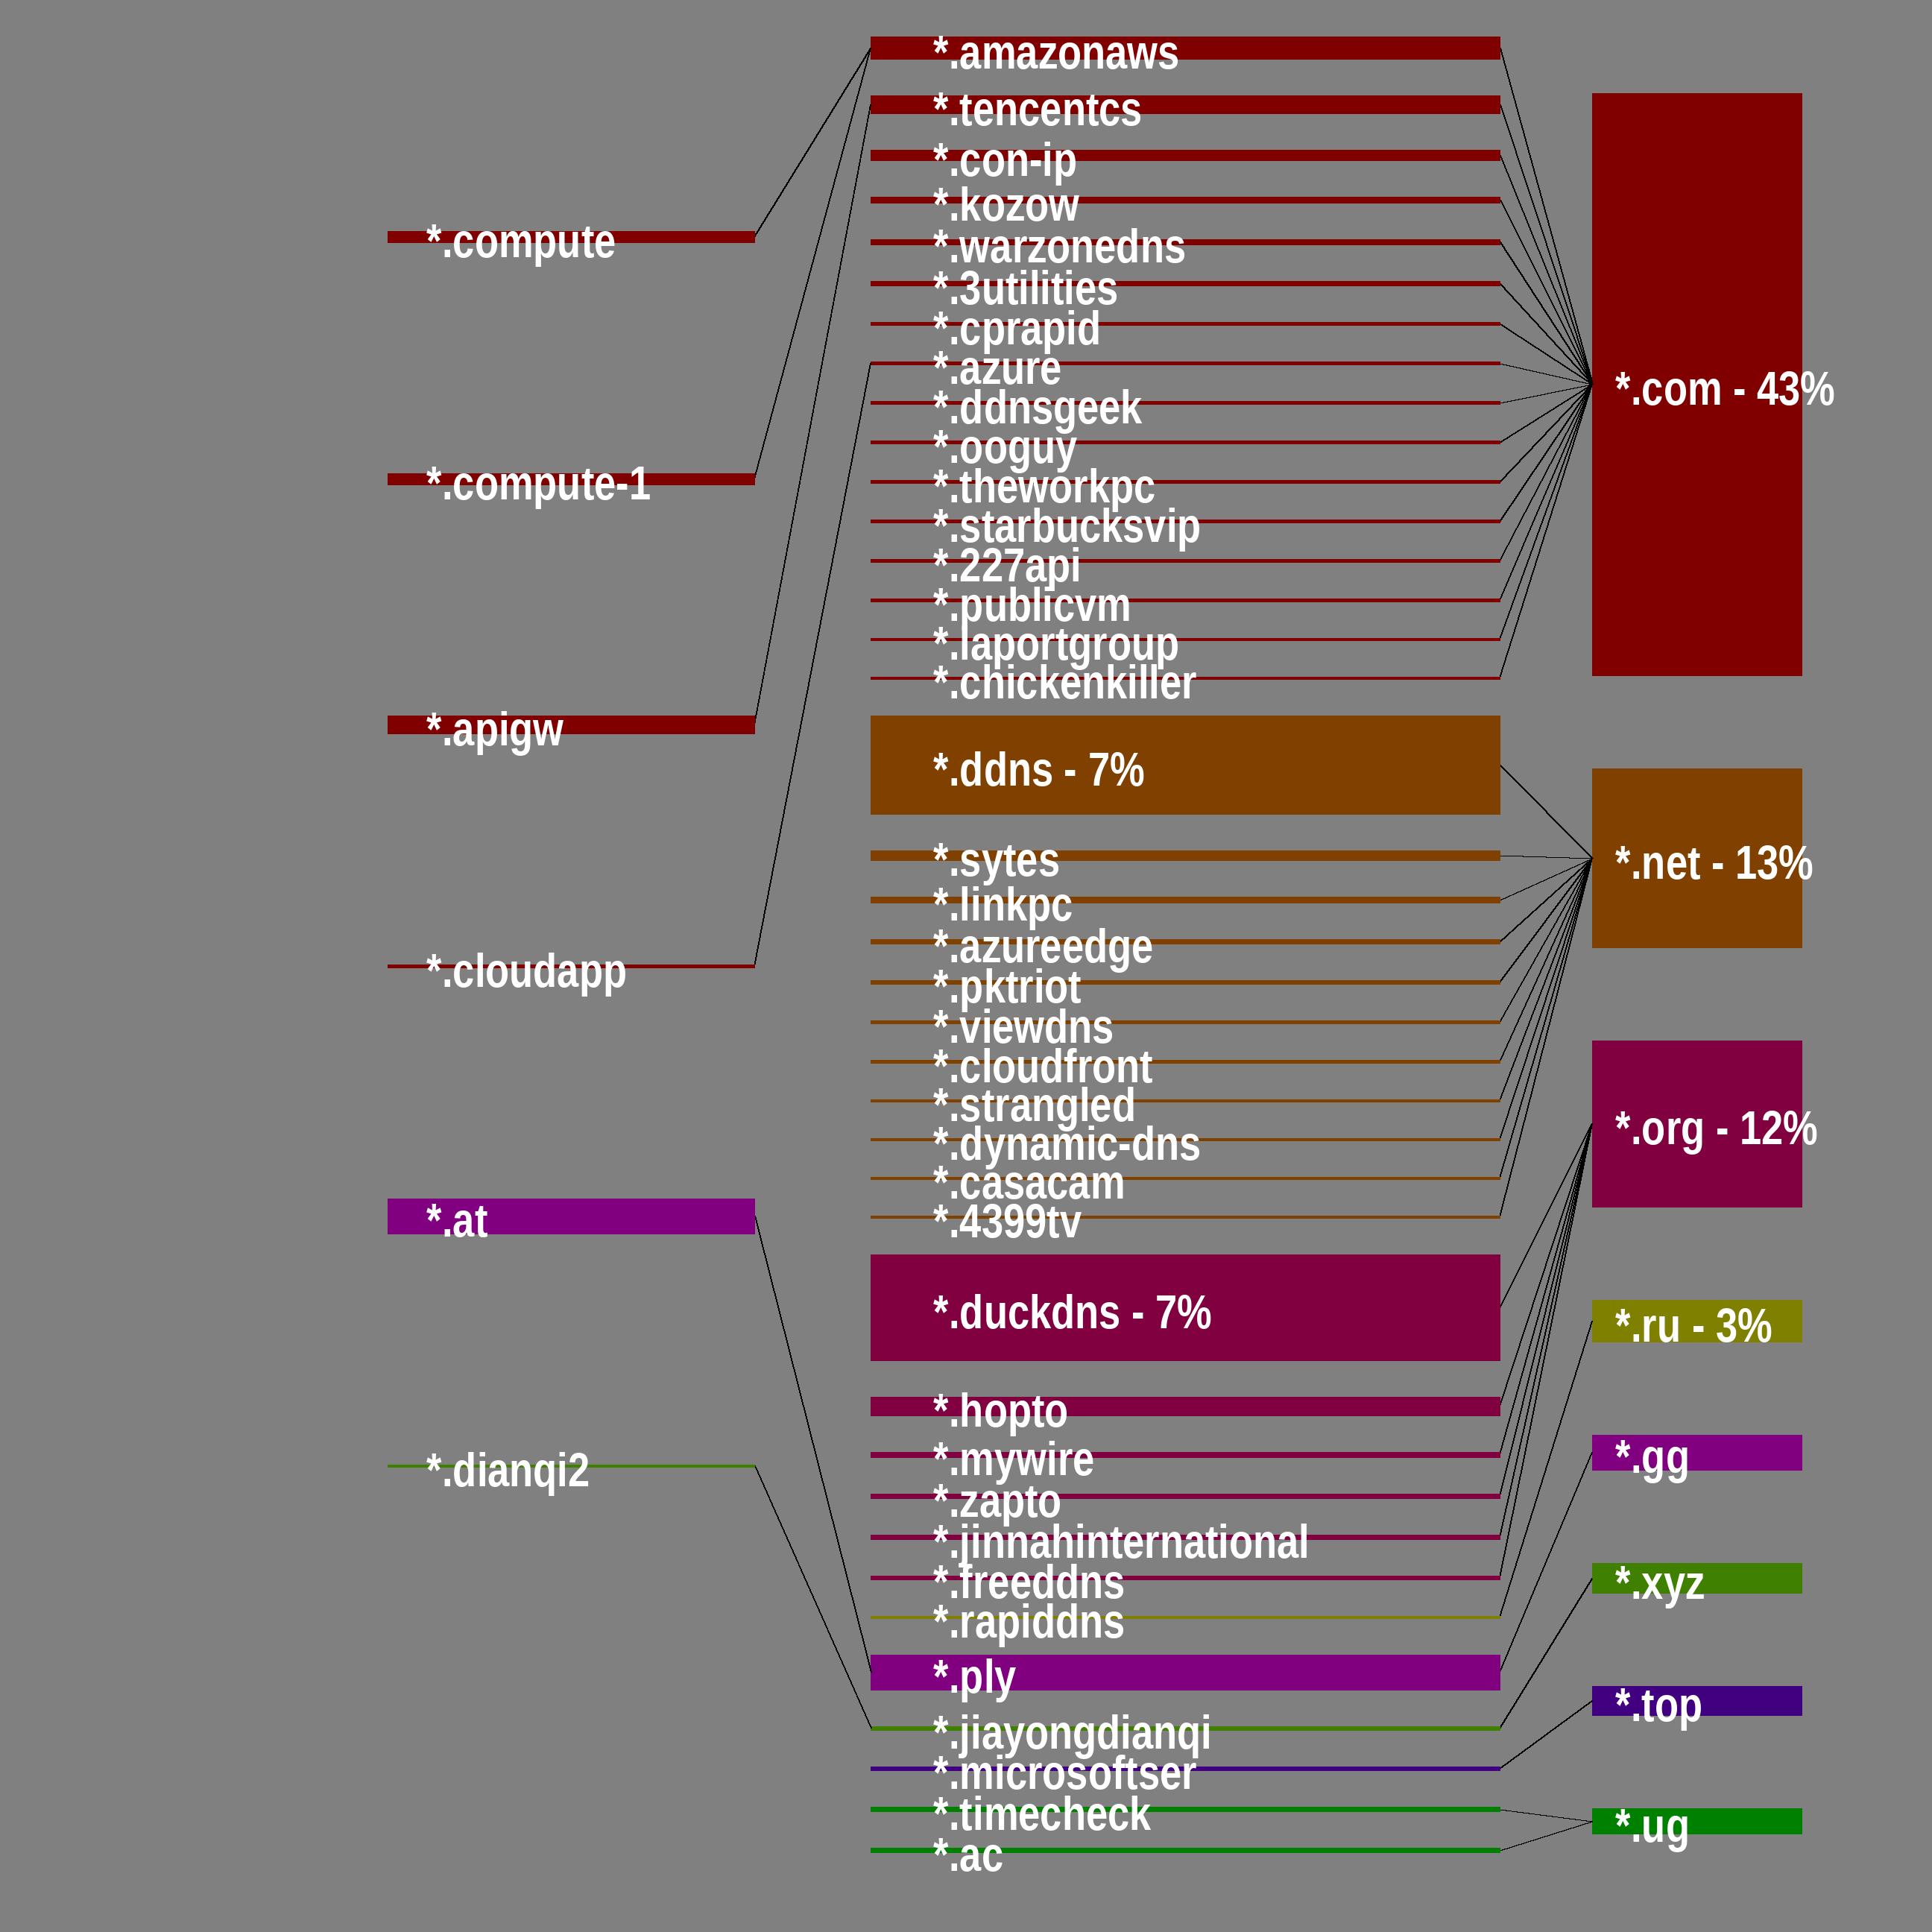 *.compute
*.compute-1
*.apigw
*.cloudapp
*.at
*.dianqi2
*.amazonaws
*.tencentcs
*.con-ip
*.kozow
*.warzonedns
*.3utilities
*.cprapid
*.azure
*.ddnsgeek
*.ooguy
*.theworkpc
*.starbucksvip
*.227api
*.publicvm
*.laportgroup
*.chickenkiller
*.ddns - 7%
*.sytes
*.linkpc
*.azureedge
*.pktriot
*.viewdns
*.cloudfront
*.strangled
*.dynamic-dns
*.casacam
*.4399tv
*.duckdns - 7%
*.hopto
*.mywire
*.zapto
*.jinnahinternational
*.freeddns
*.rapiddns
*.ply
*.jiayongdianqi
*.microsoftser
*.timecheck
*.ac
*.com - 43%
*.net - 13%
*.org - 12%
*.ru - 3%
*.gg
*.xyz
*.top
*.ug